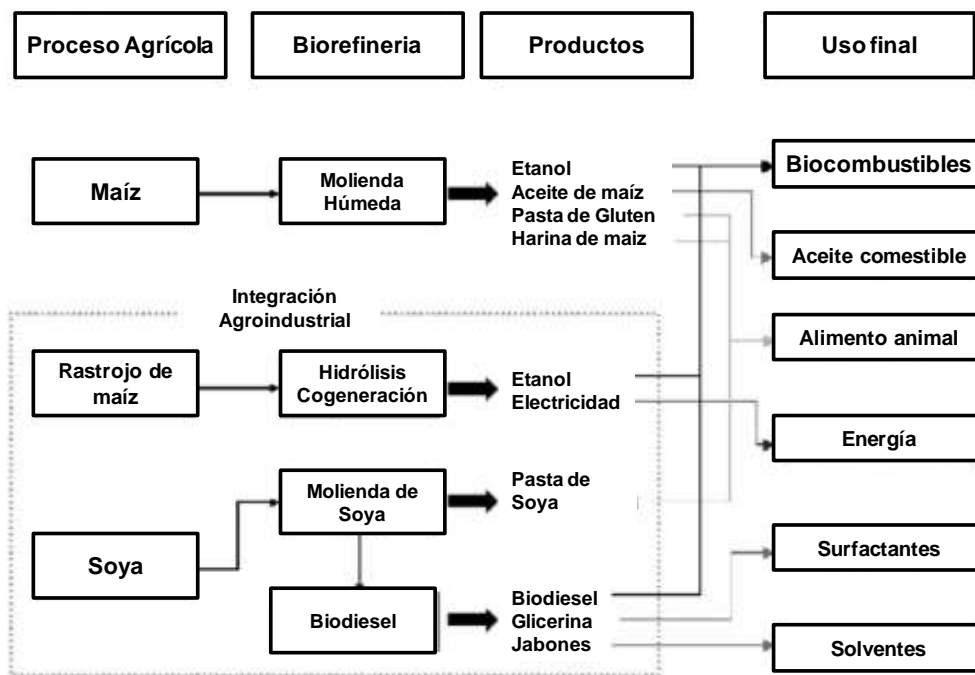 Proceso Agrícola
Biorefineria
Productos
Uso final
Maíz
Molienda
Húmeda
Etanol
Aceite de maíz
Pasta de Gluten
Harina de maiz
Biocombustibles
Aceite comestible
Integración
Agroindustrial
Alimento animal
Rastrojo de
maíz
Hidrólisis
Cogeneración
Etanol
Electricidad
Energía
Molienda de
Soya
Pasta de
Soya
Soya
Surfactantes
Biodiesel
Biodiesel
Glicerina
Jabones
Solventes